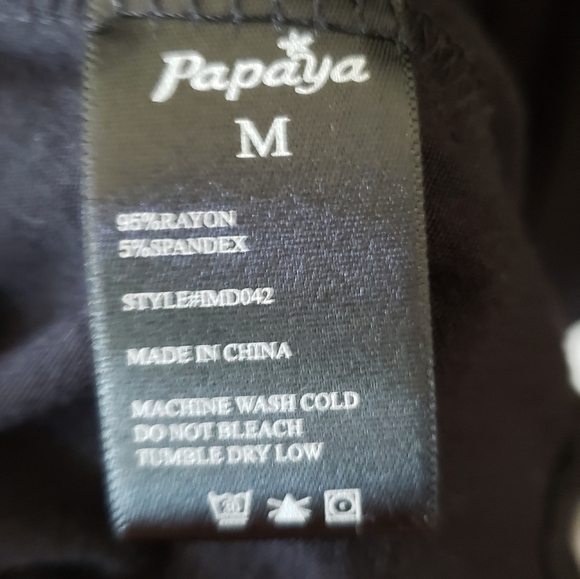 Papaya
M
95%RAYON
5%SPANDEX
STYLE#IMD042
MADE IN CHINA
MACHINE WASH COLD
DO NOT BLEACH
TUMBLE DRY LOW